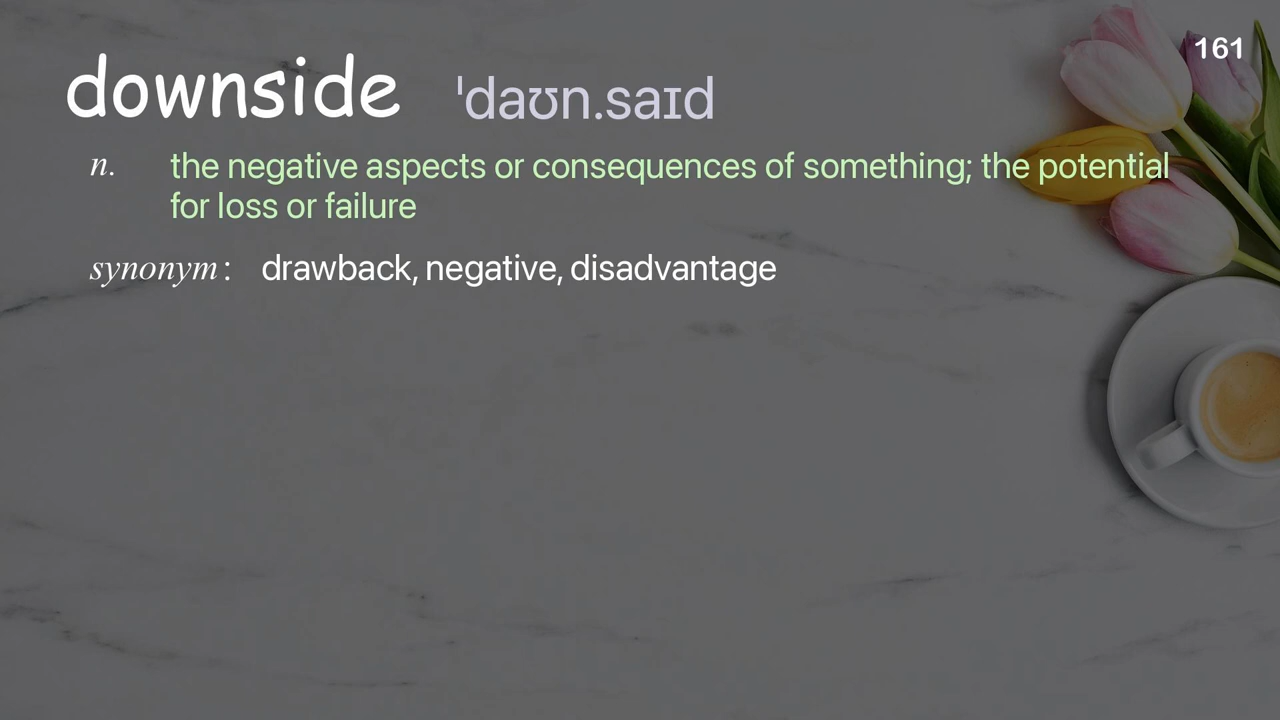 161
downside ˈdaʊn.saɪd
n. the negative aspects or consequences of something; the potential
for loss or failure
synonym : drawback, negative, disadvantage